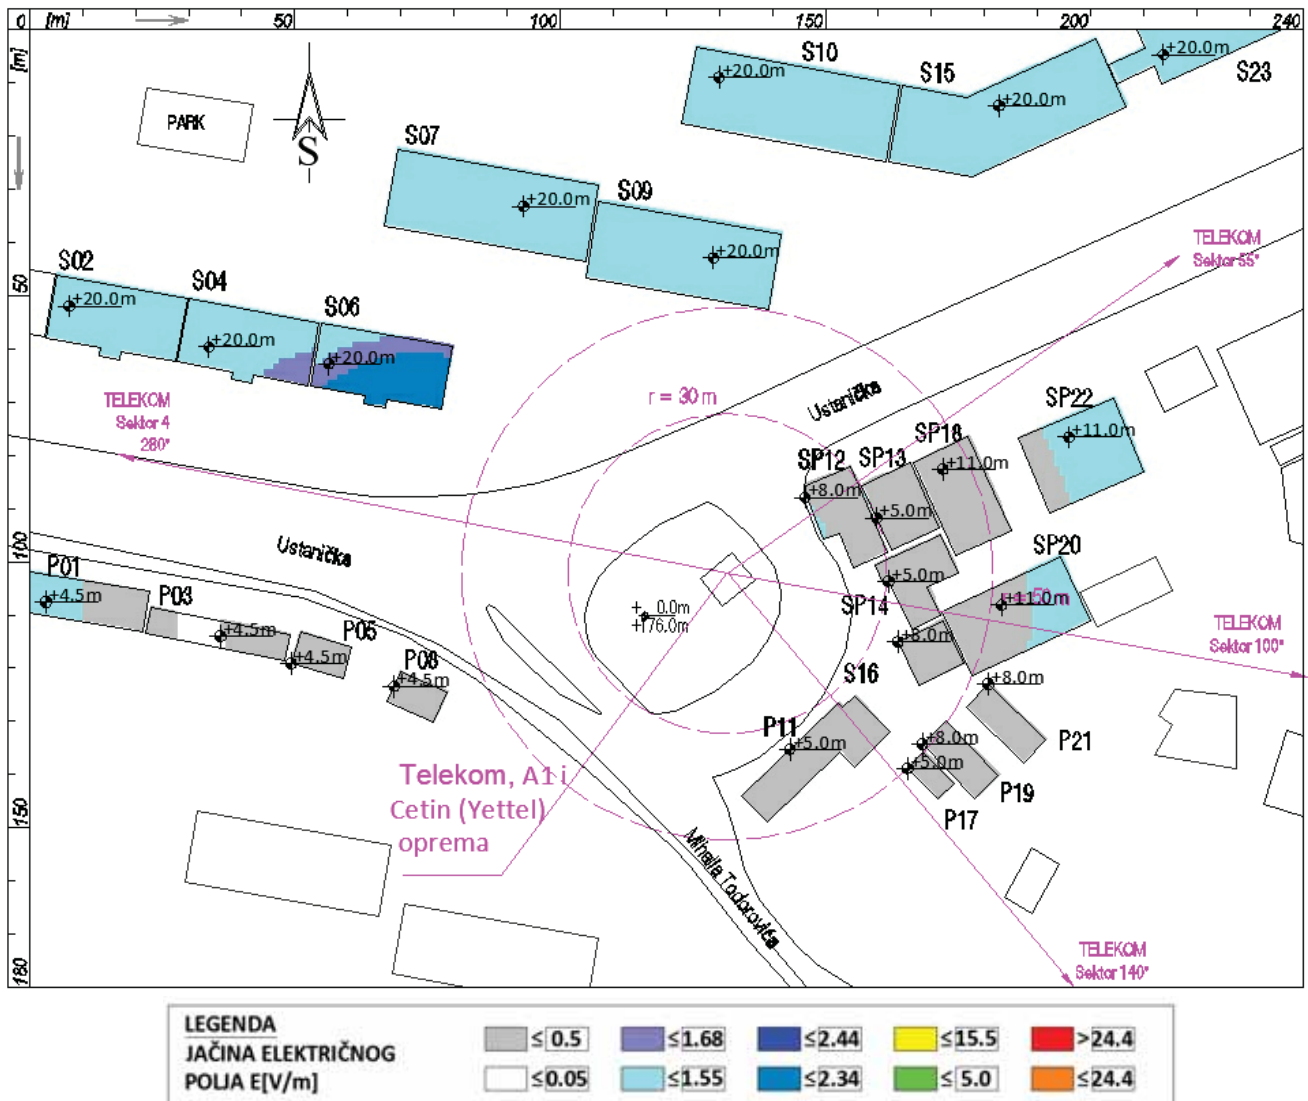 0 [m] 50 100 150 200 240
[m]
50
100
150
180
S10
S15
S23
+20.0m
+20.0m
+20.0m
PARK
S
S07
S09
+20.0m
+20.0m
TELEKOM
Sektor 55°
S02
S04
S06
+20.0m
+20.0m
+20.0m
TELEKOM
Sektor 4
280°
r = 30 m
Ustanička
SP22
+11.0m
SP18
+11.0m
SP12
SP13
+8.0m
+5.0m
Ustanička
P01
P03
P05
P08
+4.5m
+4.5m
+4.5m
+4.5m
0.0m
+176.0m
SP20
+5.0m
+11.0m
SP14
+8.0m
TELEKOM
Sektor 100°
S16
+8.0m
P11
+5.0m
+8.0m
P21
+5.0m
P19
P17
Telekom, A1 i
Cetin (Yettel)
oprema
Mihaila Todorovića
TELEKOM
Sektor 140°
LEGENDA
JAČINA ELEKTRIČNOG
POLJA E[V/m]
≤ 0.5 ≤1.68 ≤2.44 ≤15.5 >24.4
≤0.05 ≤1.55 ≤2.34 ≤ 5.0 ≤24.4